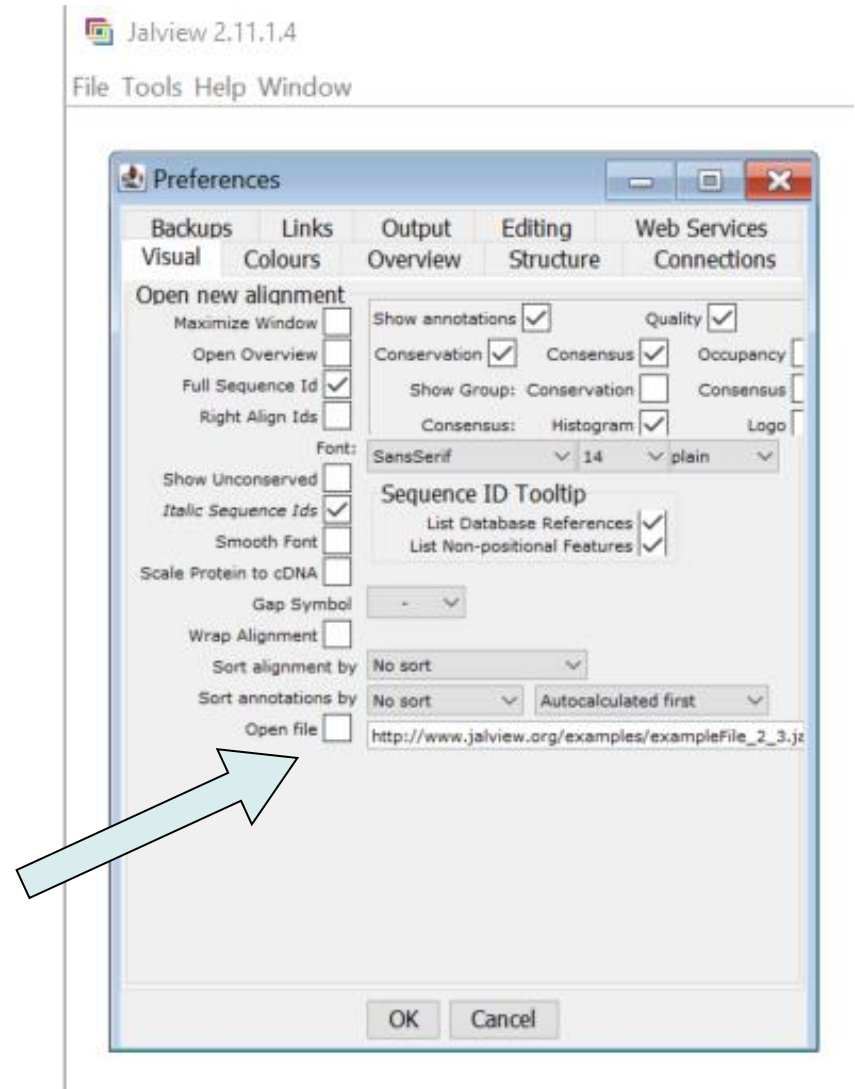 Jalview 2.11.1.4
File Tools Help Window
Preferences
Backups Links Output Editing Web Services
Visual Colours Overview Structure Connections
Open new alignment
Maximize Window Show annotations Quality
Open Overview Conservation Consensus Occupancy
Full Sequence Id Show Group: Conservation Consensus
Right Align Ids Consensus: Histogram Logo
Font: SansSerif 14 plain
Show Unconserved Sequence ID Tooltip
Italic Sequence Ids List Database References
Smooth Font List Non-positional Features
Scale Protein to cDNA
Gap Symbol -
Wrap Alignment
Sort alignment by No sort
Sort annotations by No sort Autocalculated first
Open file http://www.jalview.org/examples/exampleFile_2_3.ja
OK Cancel